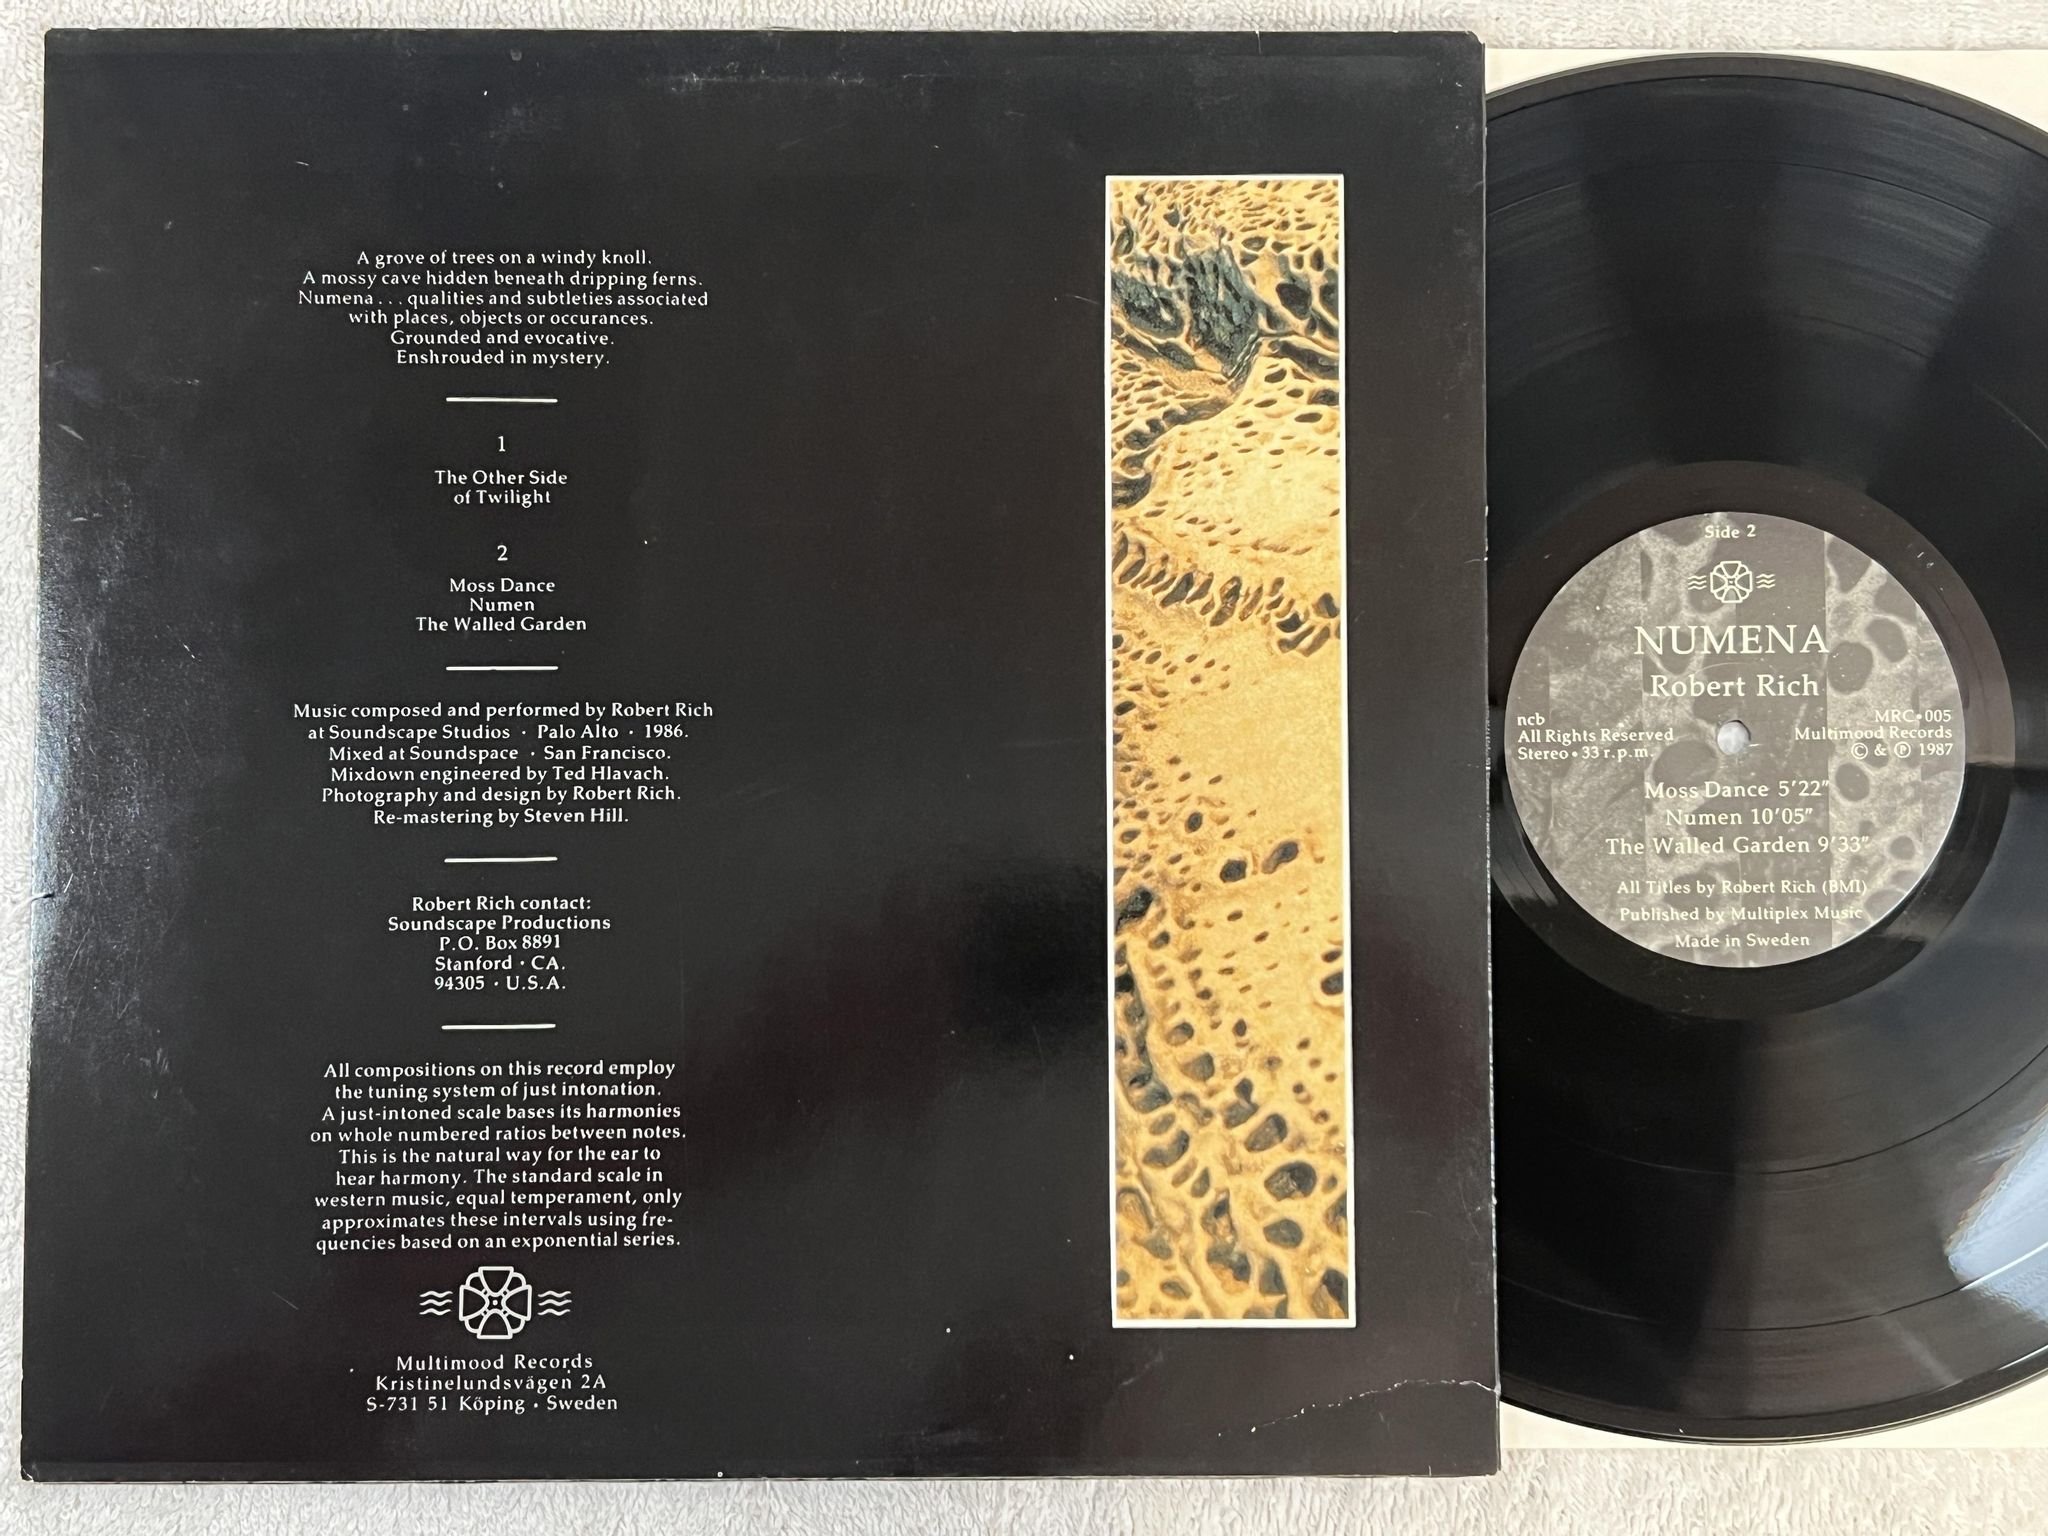 A grove of trees on a windy knoll.
A mossy cave hidden beneath dripping ferns.
Numena . . . qualities and subtleties associated
with places, objects or occurances.
Grounded and evocative.
Enshrouded in mystery.
1
The Other Side
of Twilight
2
Moss Dance
Numen
The Walled Garden
Music composed and performed by Robert Rich
at Soundscape Studios · Palo Alto · 1986.
Mixed at Soundspace · San Francisco.
Mixdown engineered by Ted Hlavach.
Photography and design by Robert Rich.
Re-mastering by Steven Hill.
Robert Rich contact:
Soundscape Productions
P.O. Box 8891
Stanford · CA.
94305 · U.S.A.
All compositions on this record employ
the tuning system of just intonation.
A just-intoned scale bases its harmonies
on whole numbered ratios between notes.
This is the natural way for the ear to
hear harmony. The standard scale in
western music, equal temperament, only
approximates these intervals using fre-
quencies based on an exponential series.
Multimood Records
Kristinelundsvägen 2A
S-731 51 Köping · Sweden
Side 2
NUMENA
Robert Rich
ncb
All Rights Reserved
Stereo • 33 r.p.m.
MRC • 005
Multimood Records
© & ℗ 1987
Moss Dance 5'22"
Numen 10'05"
The Walled Garden 9'33"
All Titles by Robert Rich (BMI)
Published by Multiplex Music
Made in Sweden